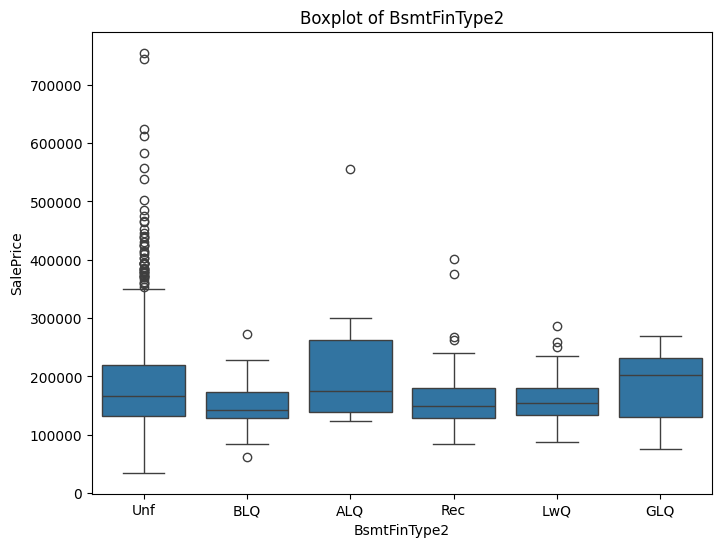 Boxplot of BsmtFinType2
SalePrice
700000
600000
500000
400000
300000
200000
100000
0
Unf BLQ ALQ Rec LwQ GLQ
BsmtFinType2